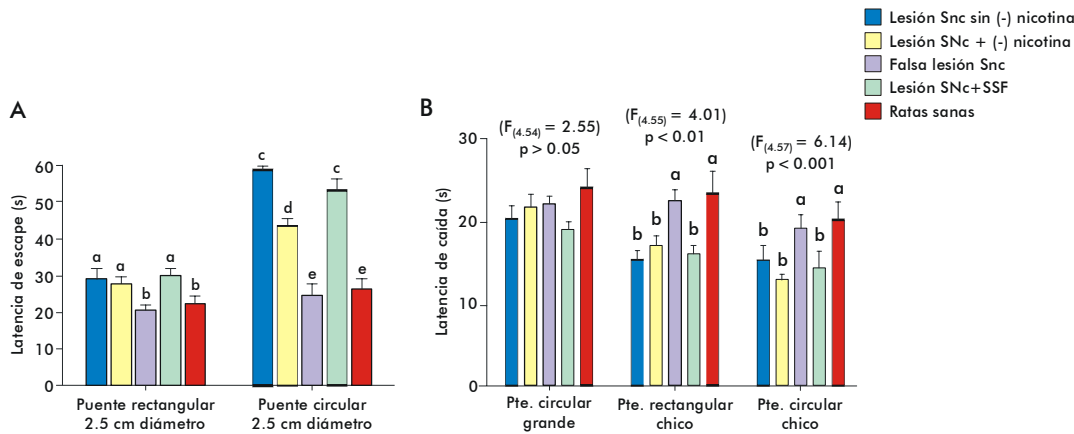 Lesión Snc sin (-) nicotina
Lesión SNc + (-) nicotina
Falsa lesión Snc
Lesión SNc+SSF
Ratas sanas
A
Latencia de escape (s)
60
50
40
30
20
10
0
a
a
b
a
b
c
d
e
c
e
Puente rectangular
2.5 cm diámetro
Puente circular
2.5 cm diámetro
B
Latencia de caída (s)
30
20
10
0
(F(4.54) = 2.55)
p > 0.05
(F(4.55) = 4.01)
p < 0.01
(F(4.57) = 6.14)
p < 0.001
b
b
a
b
a
b
b
a
b
a
Pte. circular
grande
Pte. rectangular
chico
Pte. circular
chico